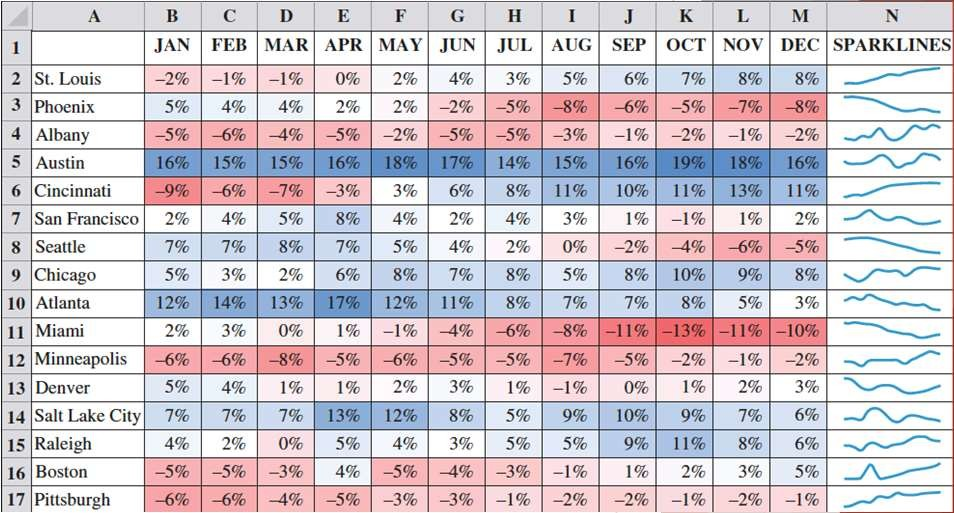 A B C D E F G H I J K L M N
1 JAN FEB MAR APR MAY JUN JUL AUG SEP OCT NOV DEC SPARKLINES
2 St. Louis –2% –1% –1% 0% 2% 4% 3% 5% 6% 7% 8% 8%
3 Phoenix 5% 4% 4% 2% 2% –2% –5% –8% –6% –5% –7% –8%
4 Albany –5% –6% –4% –5% –2% –5% –5% –3% –1% –2% –1% –2%
5 Austin 16% 15% 15% 16% 18% 17% 14% 15% 16% 19% 18% 16%
6 Cincinnati –9% –6% –7% –3% 3% 6% 8% 11% 10% 11% 13% 11%
7 San Francisco 2% 4% 5% 8% 4% 2% 4% 3% 1% –1% 1% 2%
8 Seattle 7% 7% 8% 7% 5% 4% 2% 0% –2% –4% –6% –5%
9 Chicago 5% 3% 2% 6% 8% 7% 8% 5% 8% 10% 9% 8%
10 Atlanta 12% 14% 13% 17% 12% 11% 8% 7% 7% 8% 5% 3%
11 Miami 2% 3% 0% 1% –1% –4% –6% –8% –11% –13% –11% –10%
12 Minneapolis –6% –6% –8% –5% –6% –5% –5% –7% –5% –2% –1% –2%
13 Denver 5% 4% 1% 1% 2% 3% 1% –1% 0% 1% 2% 3%
14 Salt Lake City 7% 7% 7% 13% 12% 8% 5% 9% 10% 9% 7% 6%
15 Raleigh 4% 2% 0% 5% 4% 3% 5% 5% 9% 11% 8% 6%
16 Boston –5% –5% –3% 4% –5% –4% –3% –1% 1% 2% 3% 5%
17 Pittsburgh –6% –6% –4% –5% –3% –3% –1% –2% –2% –1% –2% –1%